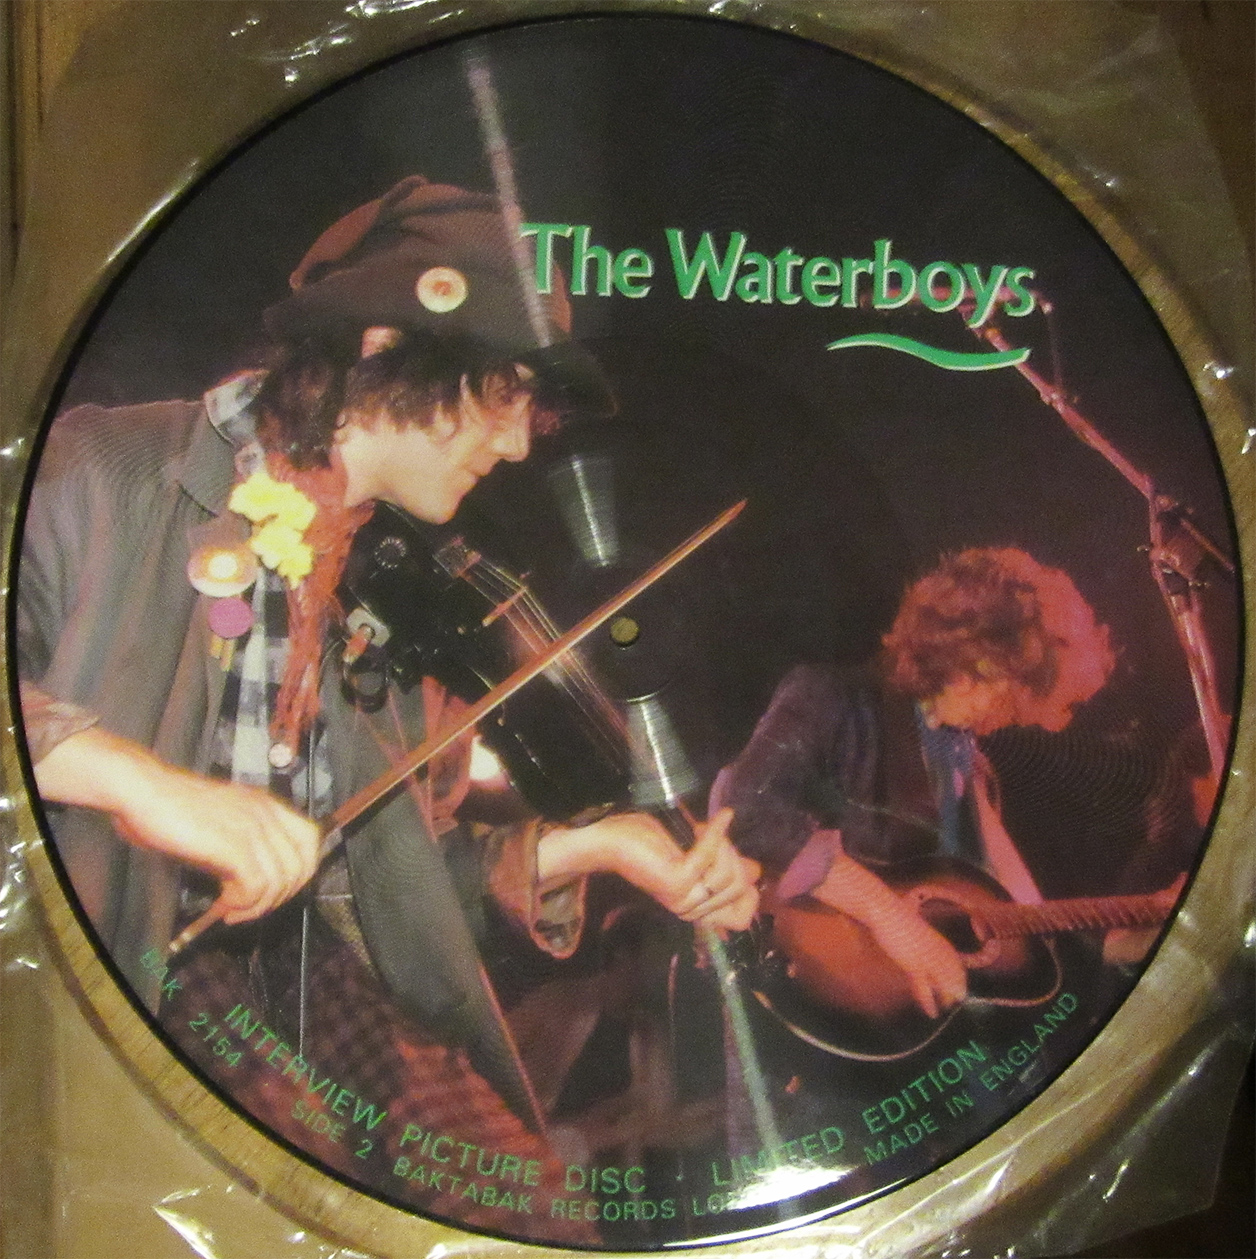 The Waterboys
INTERVIEW PICTURE DISC · LIMITED EDITION
BAK 2154 SIDE 2 BAKTABAK RECORDS MADE IN ENGLAND